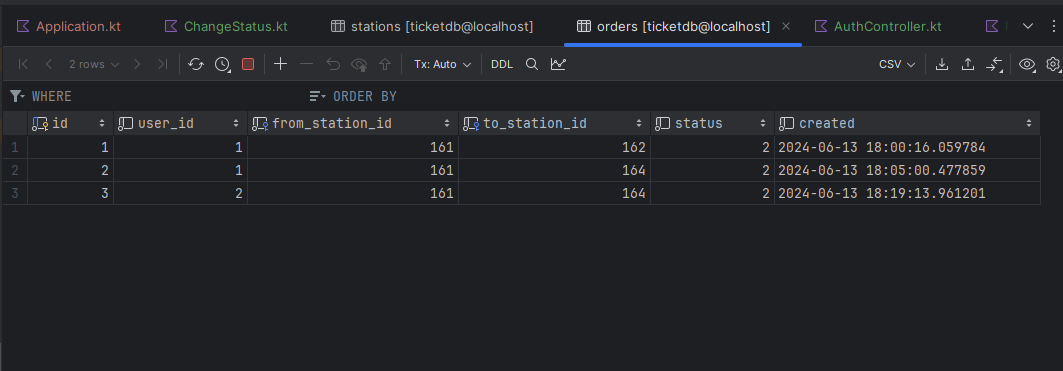 Application.kt ChangeStatus.kt stations [ticketdb@localhost] orders [ticketdb@localhost] AuthController.kt
2 rows Tx: Auto DDL CSV
WHERE ORDER BY
id user_id from_station_id to_station_id status created
1 1 1 161 162 2 2024-06-13 18:00:16.059784
2 2 1 161 164 2 2024-06-13 18:05:00.477859
3 3 2 161 164 2 2024-06-13 18:19:13.961201